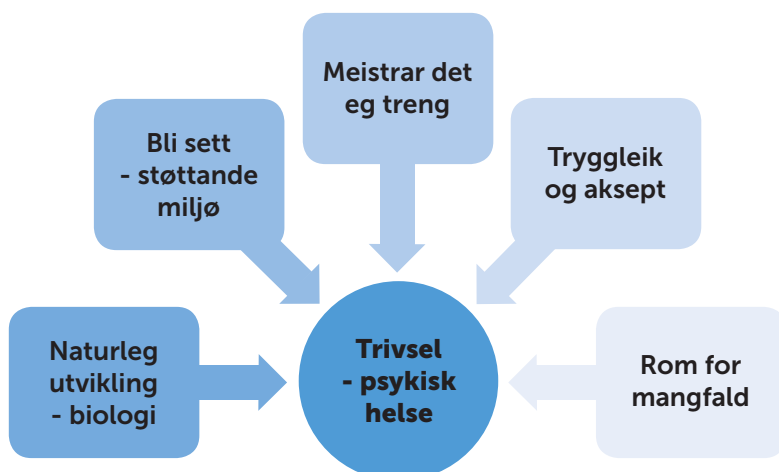 Meistrar det
eg treng
Bli sett
- støttande
miljø
Tryggleik
og aksept
Naturleg
utvikling
- biologi
Trivsel
- psykisk
helse
Rom for
mangfald